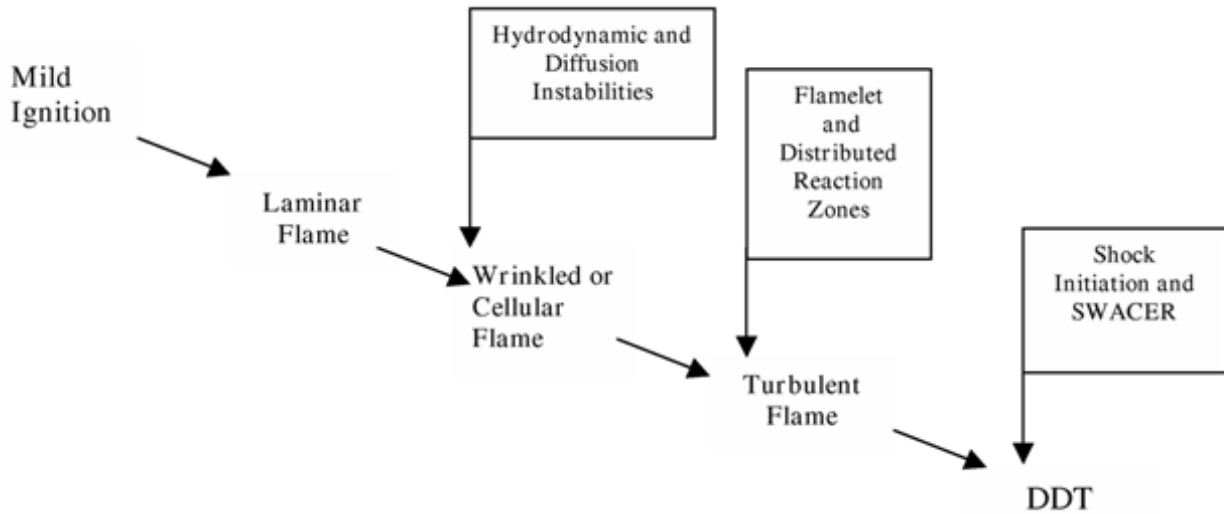 Mild
Ignition
Hydrodynamic and
Diffusion
Instabilities
Laminar
Flame
Flamelet
and
Distributed
Reaction
Zones
Wrinkled or
Cellular
Flame
Shock
Initiation and
SWACER
Turbulent
Flame
DDT